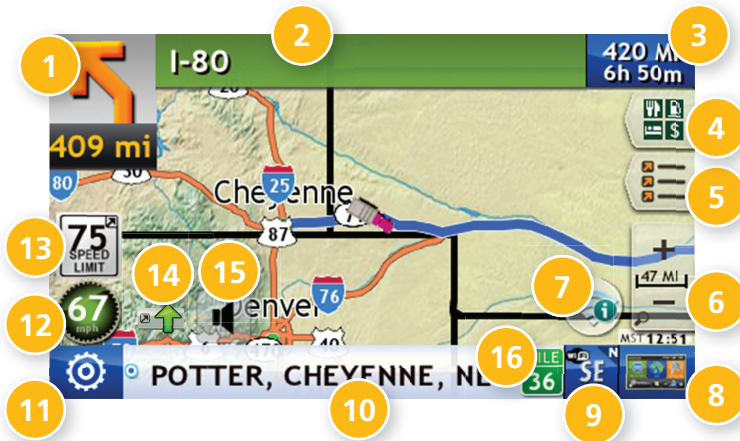 1
2
3
I-80
420 MI
6h 50m
409 mi
4
30
80
25
Cheyenne
5
87
13
75
SPEED
LIMIT
14
15
7
+
47 MI
−
6
12
67
mph
Denver
76
40
470
MST 12:51
11
POTTER, CHEYENNE, NE
10
16
MILE
36
WiFi
N
SE
9
8